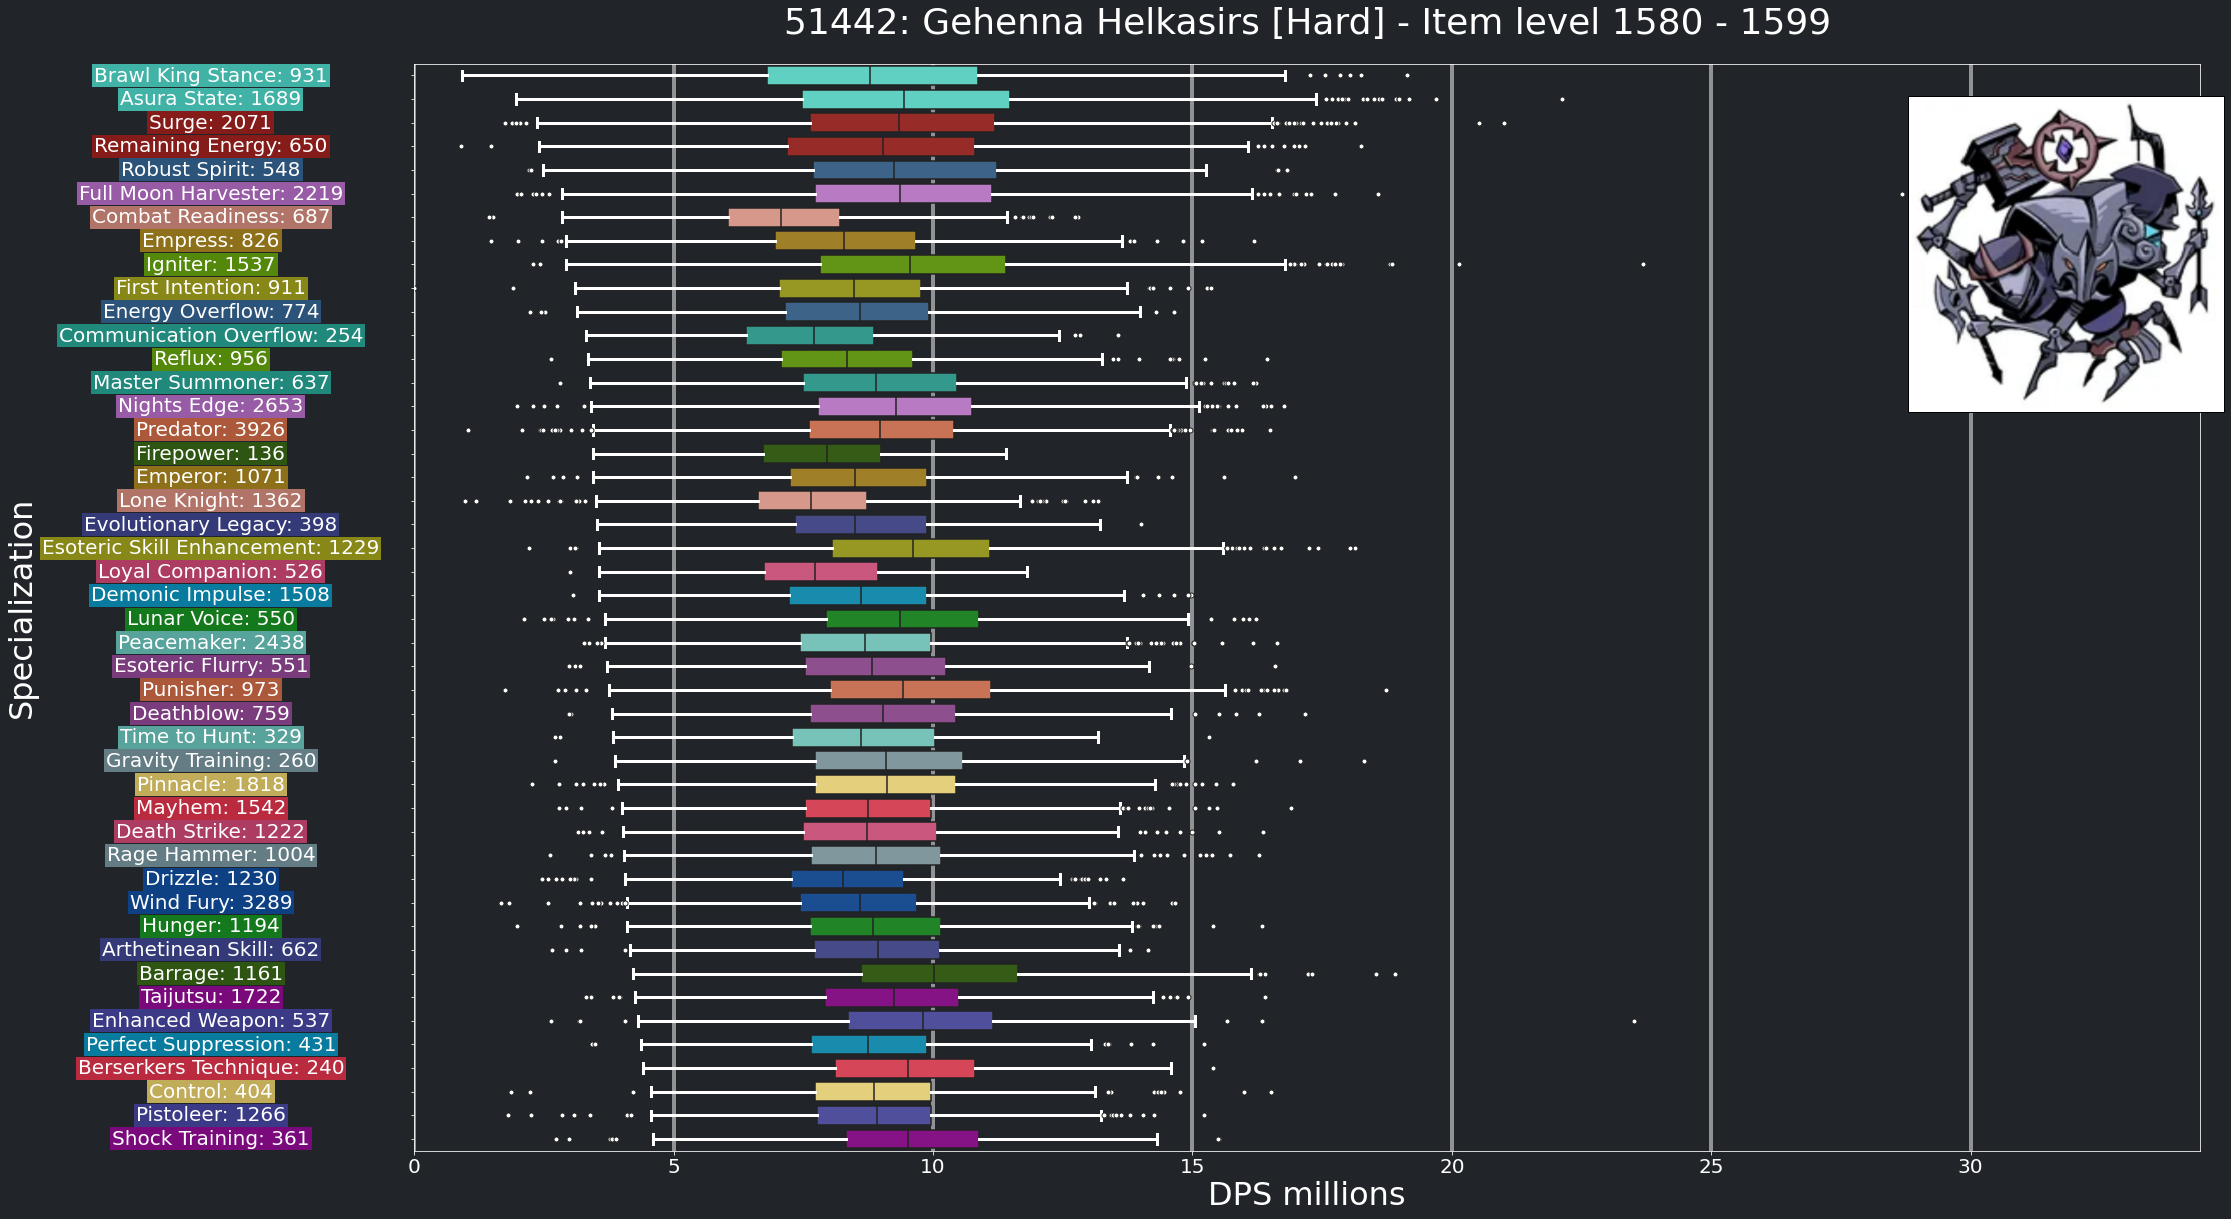 51442: Gehenna Helkasirs [Hard] - Item level 1580 - 1599
Brawl King Stance: 931
Asura State: 1689
Surge: 2071
Remaining Energy: 650
Robust Spirit: 548
Full Moon Harvester: 2219
Combat Readiness: 687
Empress: 826
Igniter: 1537
First Intention: 911
Energy Overflow: 774
Communication Overflow: 254
Reflux: 956
Master Summoner: 637
Nights Edge: 2653
Predator: 3926
Firepower: 136
Emperor: 1071
Lone Knight: 1362
Evolutionary Legacy: 398
Esoteric Skill Enhancement: 1229
Loyal Companion: 526
Demonic Impulse: 1508
Lunar Voice: 550
Peacemaker: 2438
Esoteric Flurry: 551
Punisher: 973
Deathblow: 759
Time to Hunt: 329
Gravity Training: 260
Pinnacle: 1818
Mayhem: 1542
Death Strike: 1222
Rage Hammer: 1004
Drizzle: 1230
Wind Fury: 3289
Hunger: 1194
Arthetinean Skill: 662
Barrage: 1161
Taijutsu: 1722
Enhanced Weapon: 537
Perfect Suppression: 431
Berserkers Technique: 240
Control: 404
Pistoleer: 1266
Shock Training: 361
Specialization
0 5 10 15 20 25 30
DPS millions